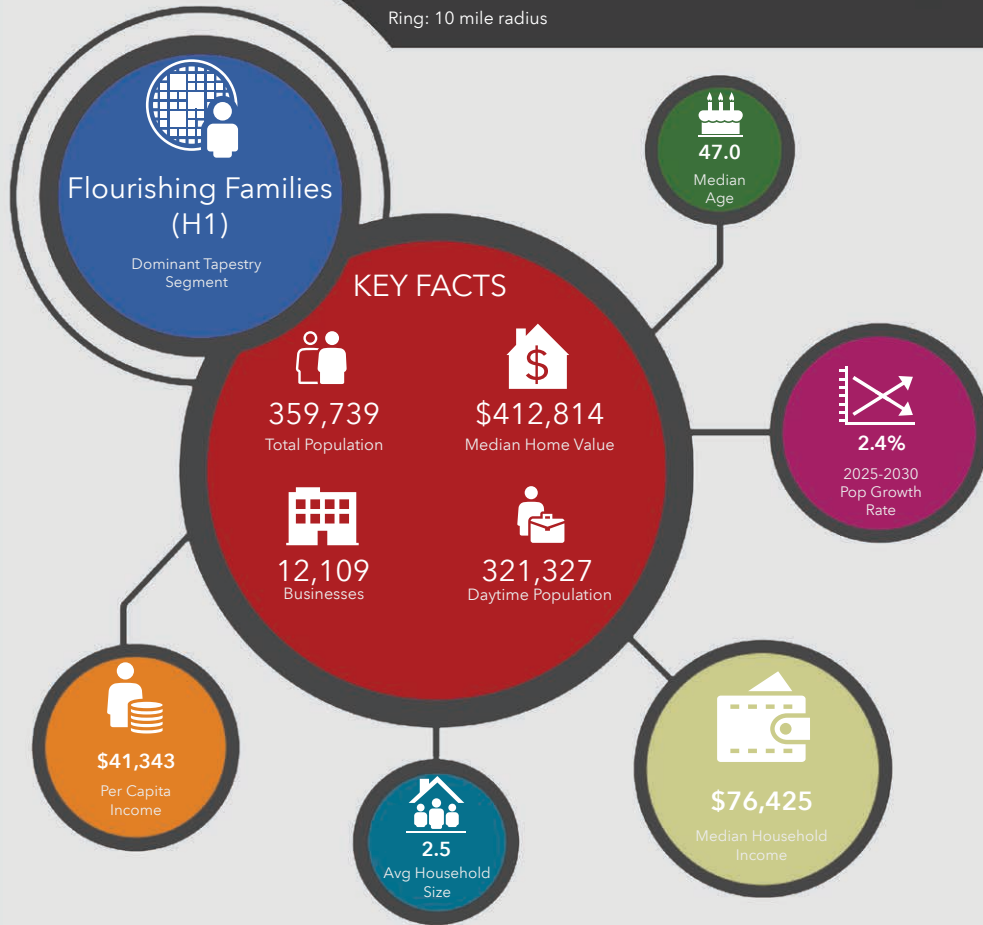 Ring: 10 mile radius
Flourishing Families
(H1)
Dominant Tapestry
Segment
KEY FACTS
359,739
Total Population
$
$412,814
Median Home Value
12,109
Businesses
321,327
Daytime Population
47.0
Median
Age
2.4%
2025-2030
Pop Growth
Rate
$41,343
Per Capita
Income
2.5
Avg Household
Size
$76,425
Median Household
Income